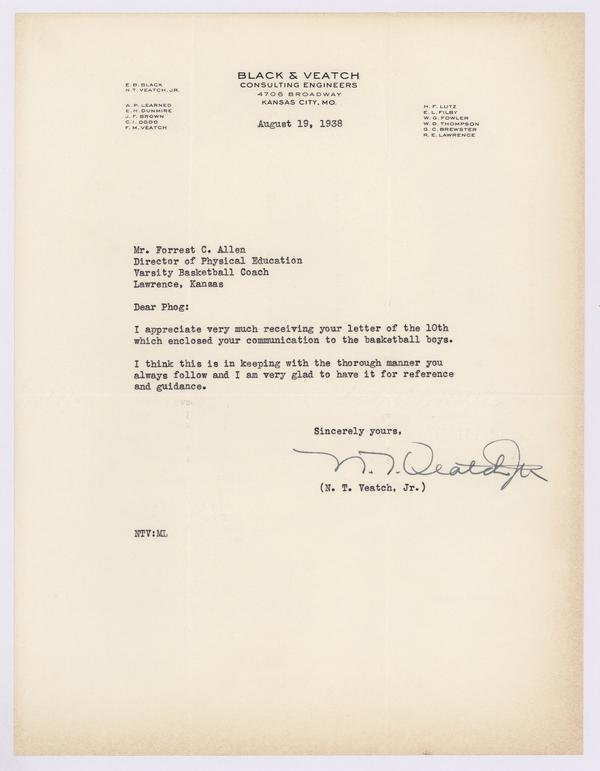 BLACK & VEATCH
CONSULTING ENGINEERS
4706 BROADWAY
KANSAS CITY, MO.
E. B. BLACK
N. T. VEATCH, JR.
A. P. LEARNED
E. H. DUNMIRE
J. F. BROWN
C. I. DODD
F. M. VEATCH
H. F. LUTZ
E. L. FILBY
W. G. FOWLER
W. D. THOMPSON
G. C. BREWSTER
R. E. LAWRENCE
August 19, 1938
Mr. Forrest C. Allen
Director of Physical Education
Varsity Basketball Coach
Lawrence, Kansas
Dear Phog:
I appreciate very much receiving your letter of the 10th
which enclosed your communication to the basketball boys.
I think this is in keeping with the thorough manner you
always follow and I am very glad to have it for reference
and guidance.
Sincerely yours,
N. T. Veatch Jr.
(N. T. Veatch, Jr.)
NTV:ML